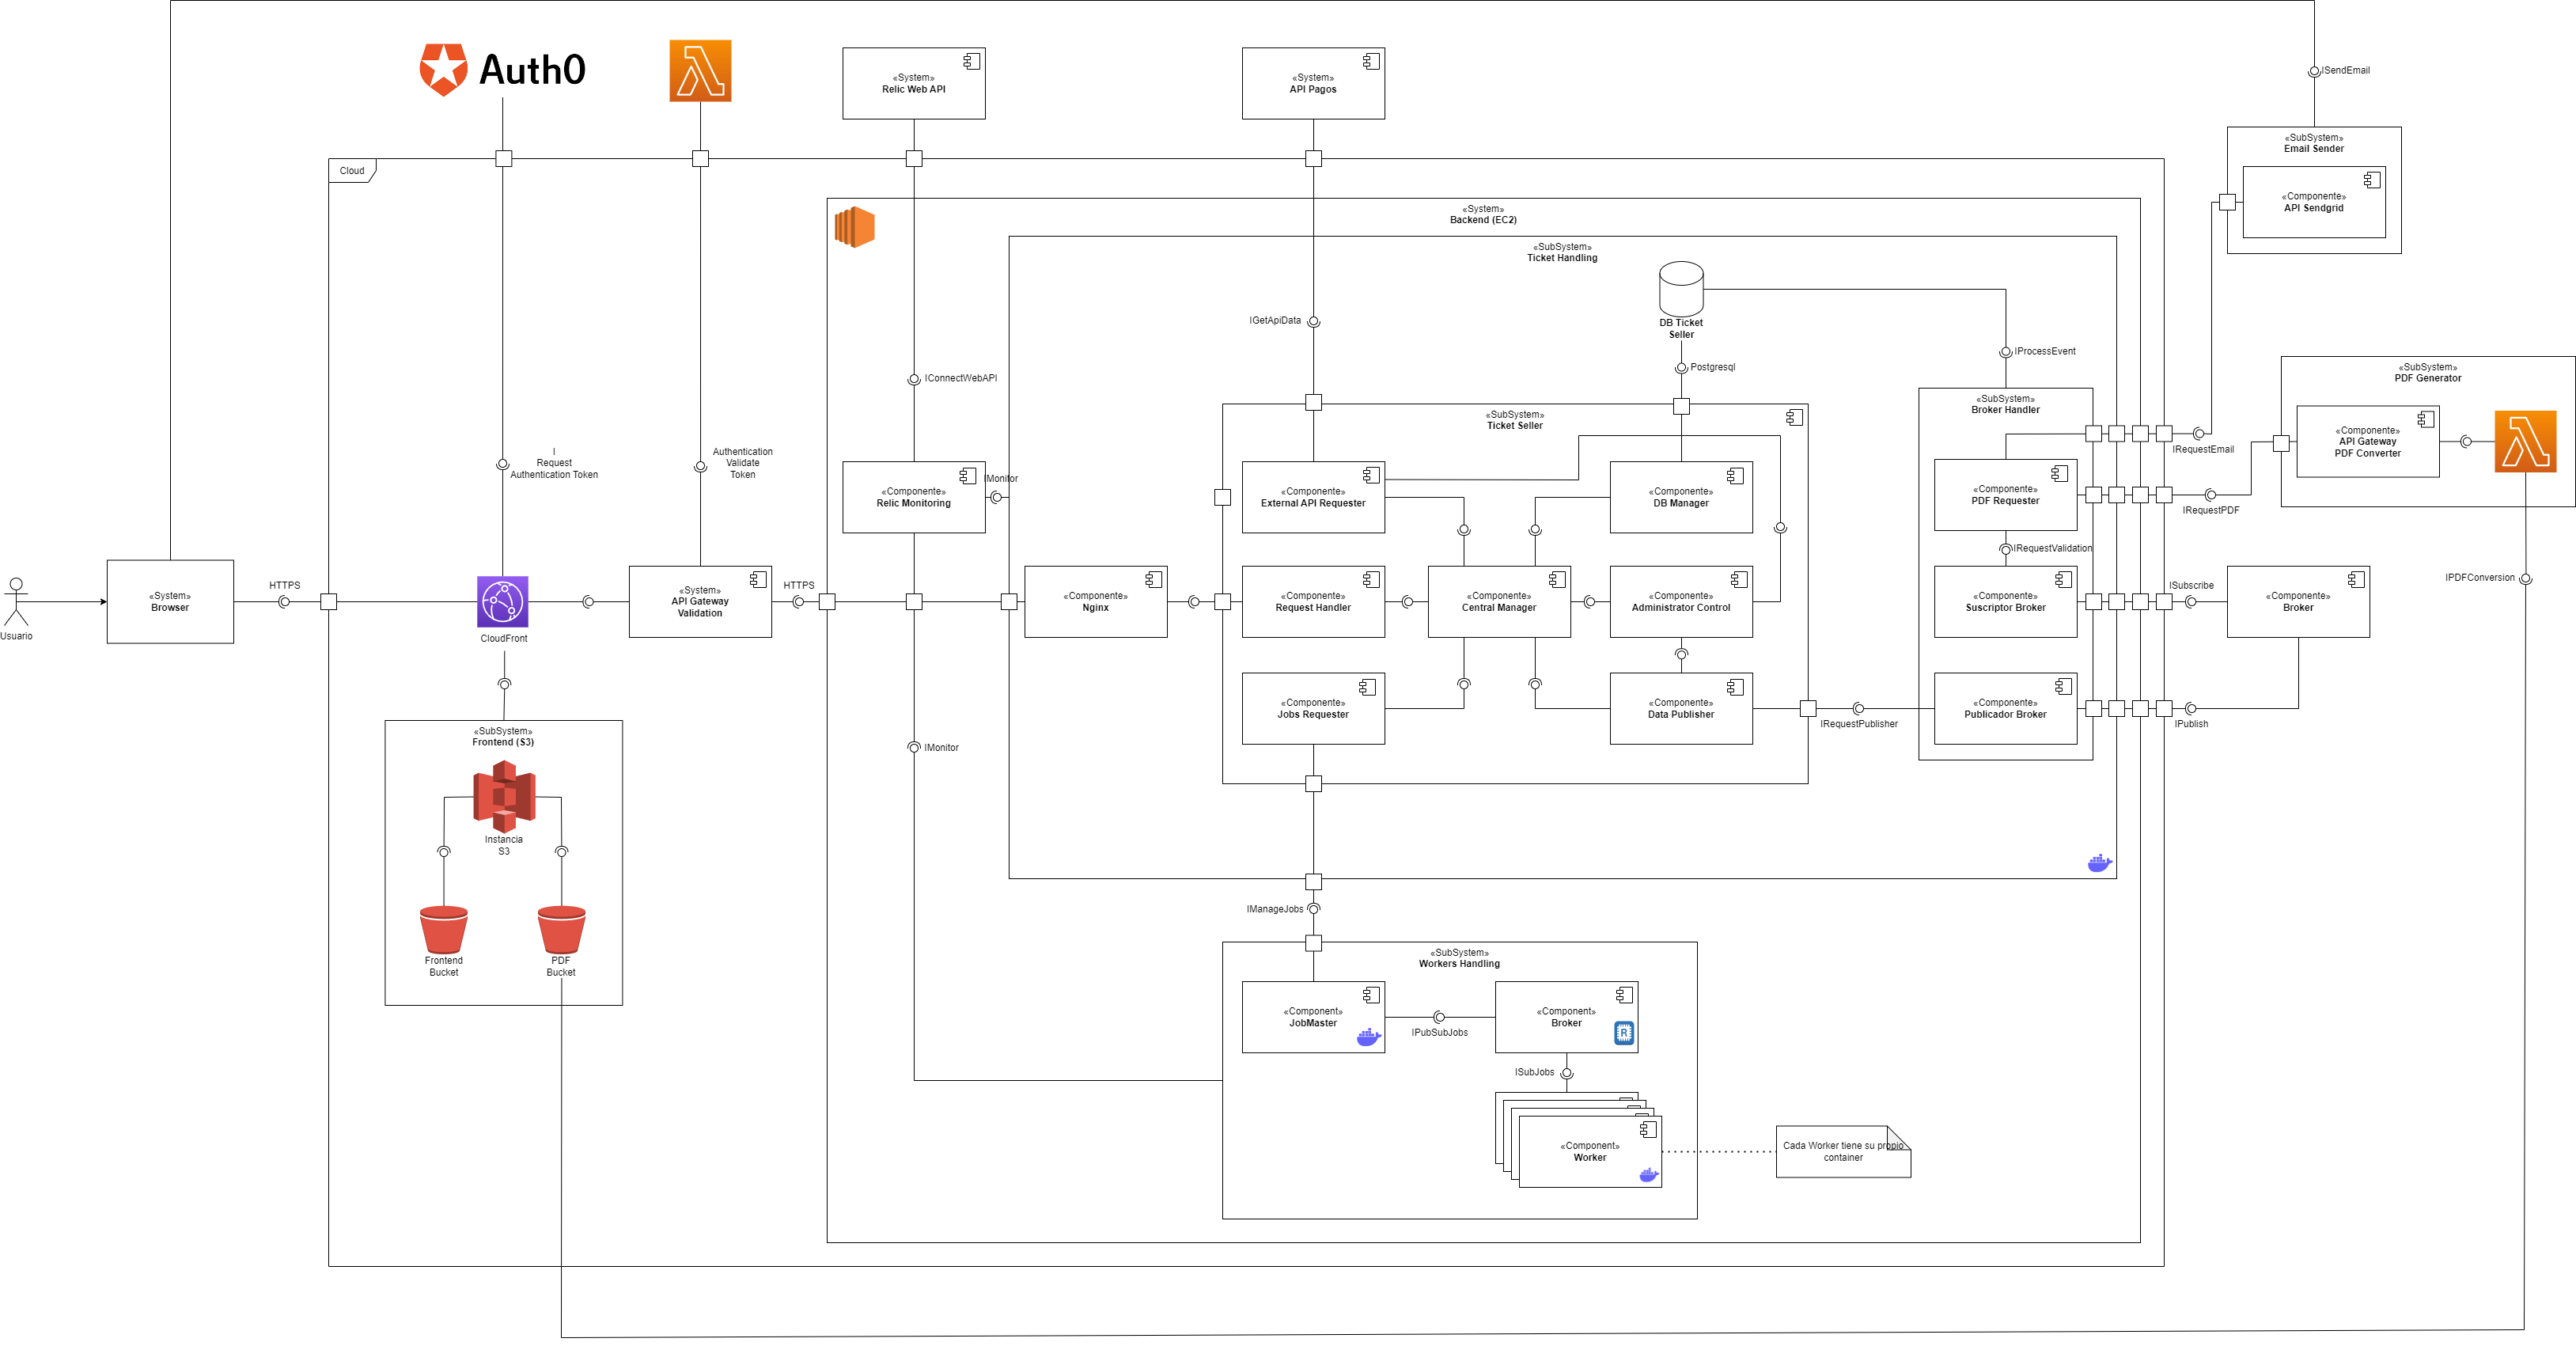 Auth0
«System»
Relic Web API
«System»
API Pagos
ISendEmail
«SubSystem»
Email Sender
«Componente»
API Sendgrid
Cloud
«System»
Backend (EC2)
«SubSystem»
Ticket Handling
DB Ticket
Seller
IGetApiData
IProcessEvent
Postgresql
IConnectWebAPI
«SubSystem»
PDF Generator
«Componente»
API Gateway
PDF Converter
«SubSystem»
Ticket Seller
«SubSystem»
Broker Handler
I
Request
Authentication Token
Authentication
Validate
Token
IRequestEmail
IMonitor
«Componente»
Relic Monitoring
«Componente»
External API Requester
«Componente»
DB Manager
«Componente»
PDF Requester
IRequestPDF
IRequestValidation
IPDFConversion
Usuario
«System»
Browser
HTTPS
CloudFront
«System»
API Gateway
Validation
HTTPS
«Componente»
Nginx
«Componente»
Request Handler
«Componente»
Central Manager
«Componente»
Administrator Control
«Componente»
Suscriptor Broker
ISubscribe
«Componente»
Broker
«Componente»
Jobs Requester
«Componente»
Data Publisher
IRequestPublisher
«Componente»
Publicador Broker
IPublish
«SubSystem»
Frontend (S3)
IMonitor
Instancia
S3
Frontend
Bucket
PDF
Bucket
IManageJobs
«SubSystem»
Workers Handling
«Component»
JobMaster
IPubSubJobs
«Component»
Broker
R
ISubJobs
«Component»
Worker
Cada Worker tiene su propio
container